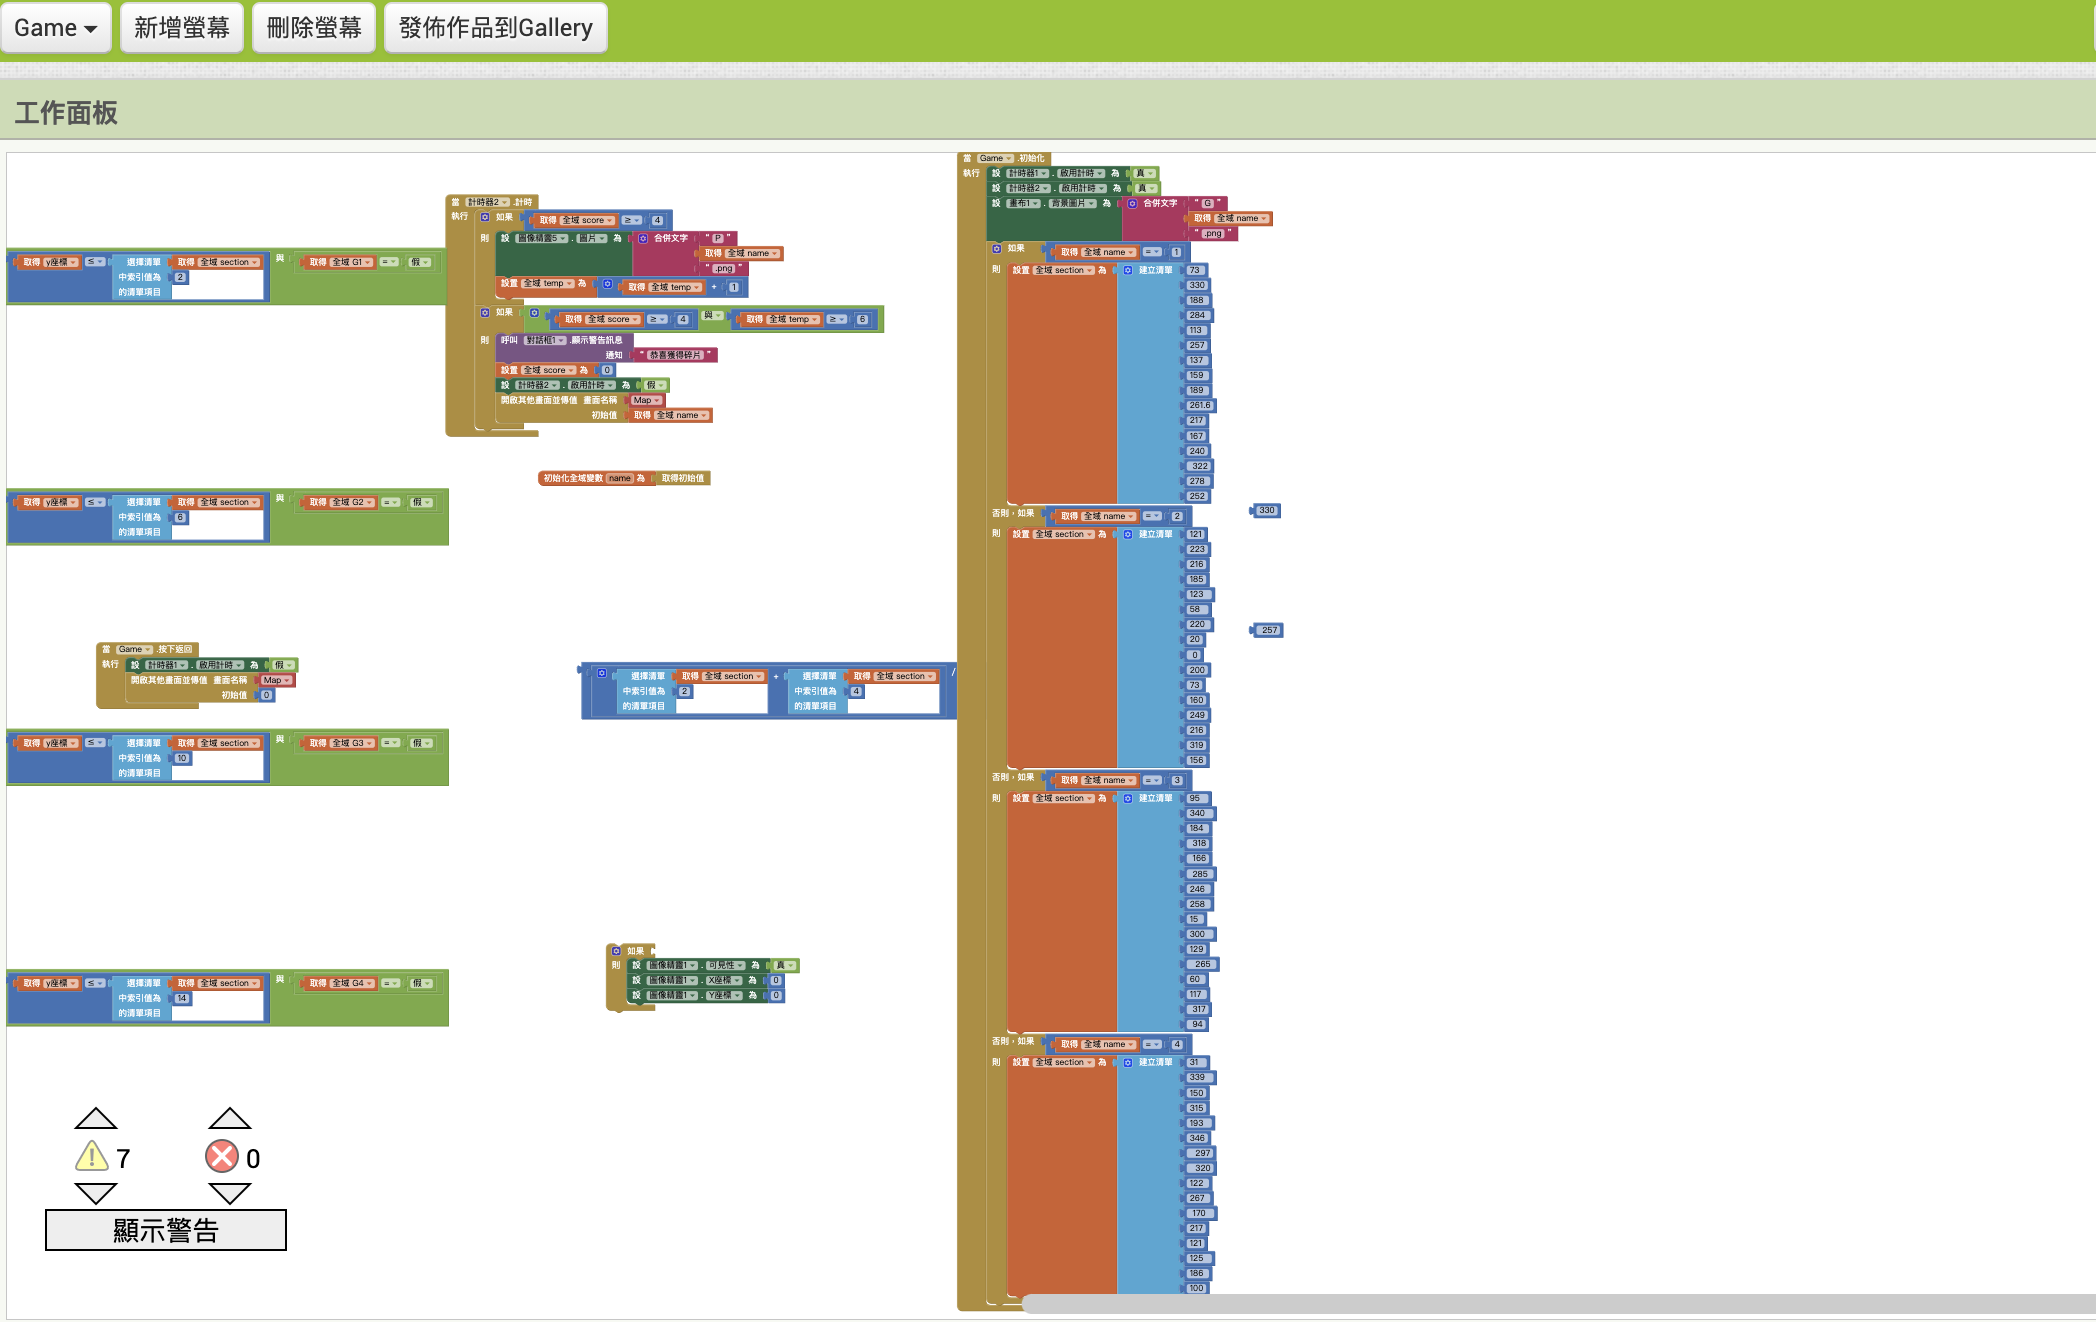 Game 新增螢幕 刪除螢幕 發佈作品到Gallery
工作面板
取得 y座標 ≤ 選擇清單 取得 全域 section 與 取得 全域 G1 = 假
中索引值為 2
的清單項目
取得 y座標 ≤ 選擇清單 取得 全域 section 與 取得 全域 G2 = 假
中索引值為 6
的清單項目
當 Game .按下返回
執行 設 計時器1 . 啟用計時 為 假
開啟其他畫面並傳值 畫面名稱 Map
初始值 0
取得 y座標 ≤ 選擇清單 取得 全域 section 與 取得 全域 G3 = 假
中索引值為 10
的清單項目
取得 y座標 ≤ 選擇清單 取得 全域 section 與 取得 全域 G4 = 假
中索引值為 14
的清單項目
7 0
顯示警告
當 計時器2 .計時
執行 如果 取得 全域 score ≥ 4
則 設 圖像精靈5 . 圖片 為 合併文字 " P "
取得 全域 name
" .png "
設置 全域 temp 為 取得 全域 temp + 1
如果 取得 全域 score ≥ 4 與 取得 全域 temp ≥ 6
則 呼叫 對話框1 .顯示警告訊息
通知 " 恭喜獲得碎片 "
設置 全域 score 為 0
設 計時器2 . 啟用計時 為 假
開啟其他畫面並傳值 畫面名稱 Map
初始值 取得 全域 name
初始化全域變數 name 為 取得初始值
選擇清單 取得 全域 section + 選擇清單 取得 全域 section /
中索引值為 2 中索引值為 4
的清單項目 的清單項目
如果
則 設 圖像精靈1 . 可見性 為 真
設 圖像精靈1 . X座標 為 0
設 圖像精靈1 . Y座標 為 0
當 Game .初始化
執行 設 計時器1 . 啟用計時 為 真
設 計時器2 . 啟用計時 為 真
設 畫布1 . 背景圖片 為 合併文字 " G "
取得 全域 name
" .png "
如果 取得 全域 name = 1
則 設置 全域 section 為 建立清單 73
330
188
284
113
257
137
159
189
261.6
217
167
240
322
278
252
否則，如果 取得 全域 name = 2
則 設置 全域 section 為 建立清單 121
223
216
185
123
58
220
20
0
200
73
160
249
216
319
156
否則，如果 取得 全域 name = 3
則 設置 全域 section 為 建立清單 95
340
184
318
166
285
246
258
15
300
129
265
60
117
317
94
否則，如果 取得 全域 name = 4
則 設置 全域 section 為 建立清單 31
339
150
315
193
346
297
320
122
267
170
217
121
125
186
100
330
257